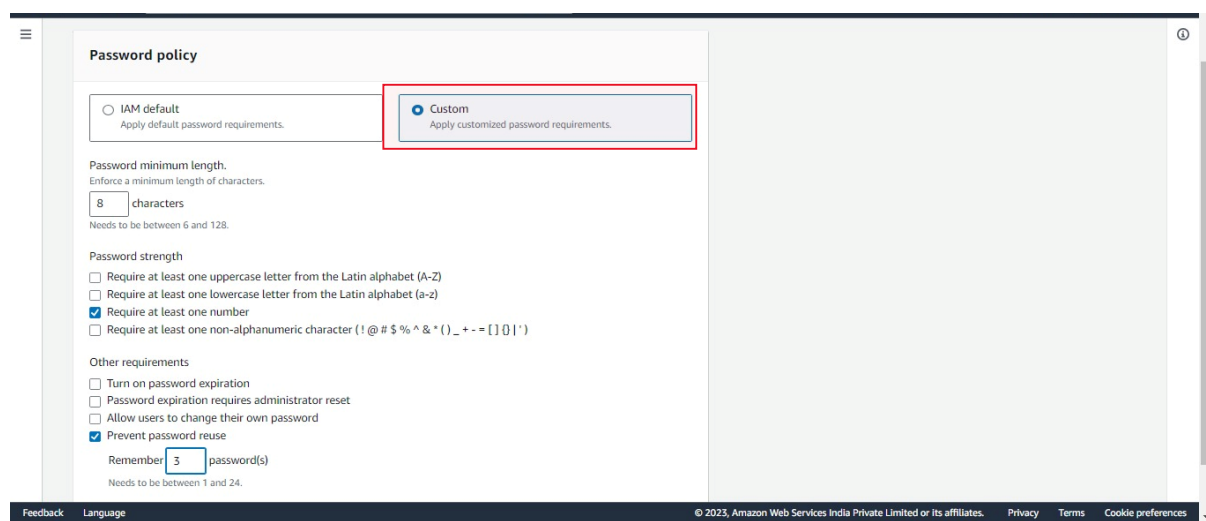 Password policy
IAM default
Apply default password requirements.
Custom
Apply customized password requirements.
Password minimum length.
Enforce a minimum length of characters.
8 characters
Needs to be between 6 and 128.
Password strength
Require at least one uppercase letter from the Latin alphabet (A-Z)
Require at least one lowercase letter from the Latin alphabet (a-z)
Require at least one number
Require at least one non-alphanumeric character ( ! @ # $ % ^ & * ( ) _ + - = [ ] {} | ' )
Other requirements
Turn on password expiration
Password expiration requires administrator reset
Allow users to change their own password
Prevent password reuse
Remember 3 password(s)
Needs to be between 1 and 24.
Feedback Language © 2023, Amazon Web Services India Private Limited or its affiliates. Privacy Terms Cookie preferences